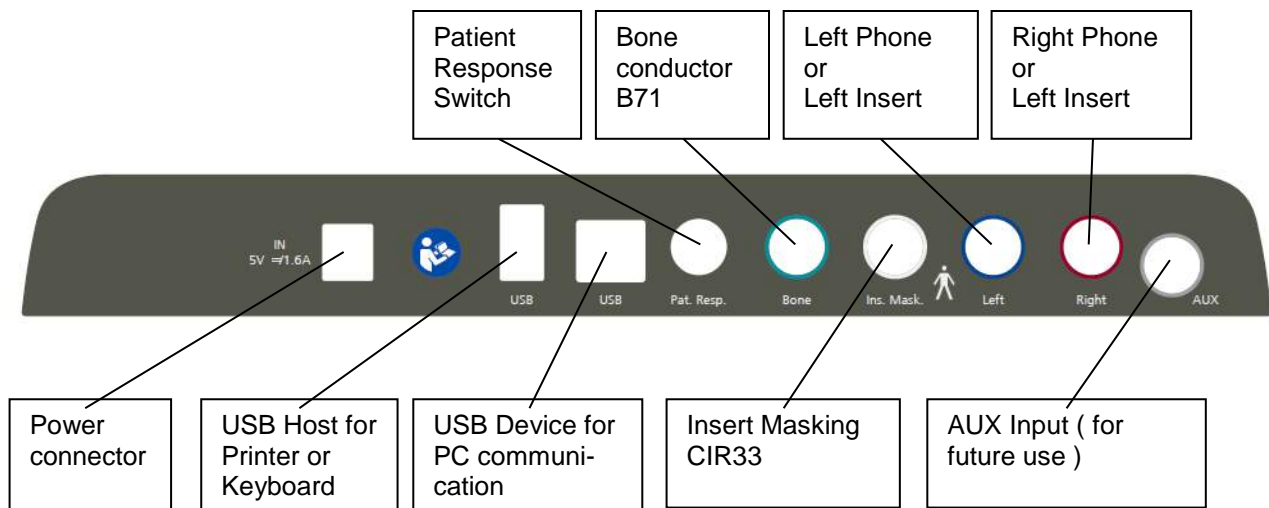 Patient
Response
Switch
Bone
conductor
B71
Left Phone
or
Left Insert
Right Phone
or
Left Insert
IN
5V ⎓/1.6A
USB
USB
Pat. Resp.
Bone
Ins. Mask.
Left
Right
AUX
Power
connector
USB Host for
Printer or
Keyboard
USB Device for
PC communi-
cation
Insert Masking
CIR33
AUX Input ( for
future use )